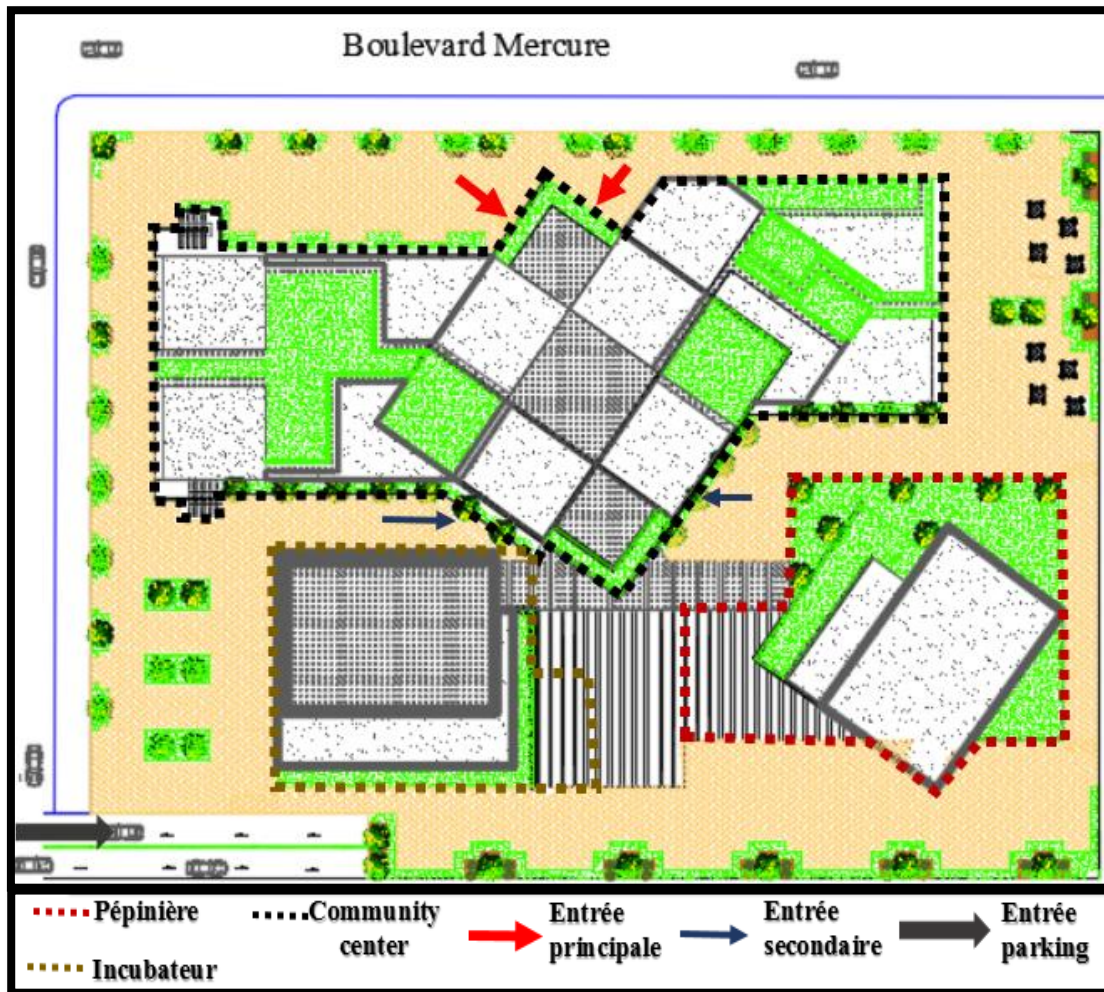 Boulevard Mercure
Pépinière
Community
center
Entrée
principale
Entrée
secondaire
Entrée
parking
Incubateur